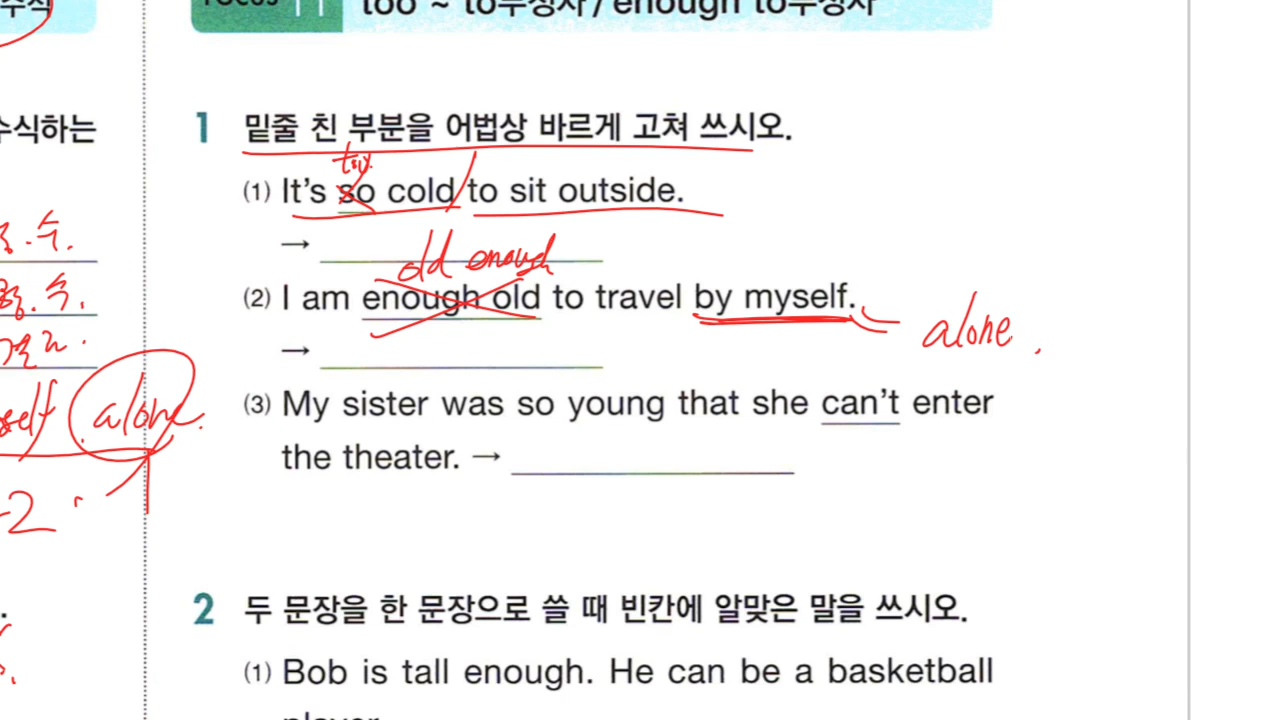 too ~ to부정사 / enough to부정사
수식하는
1 밑줄 친 부분을 어법상 바르게 고쳐 쓰시오.
too
(1) It's so cold to sit outside.
→
old enough
(2) I am enough old to travel by myself.
alone.
→
(3) My sister was so young that she can't enter
the theater. →
alone
2 두 문장을 한 문장으로 쓸 때 빈칸에 알맞은 말을 쓰시오.
(1) Bob is tall enough. He can be a basketball
player.